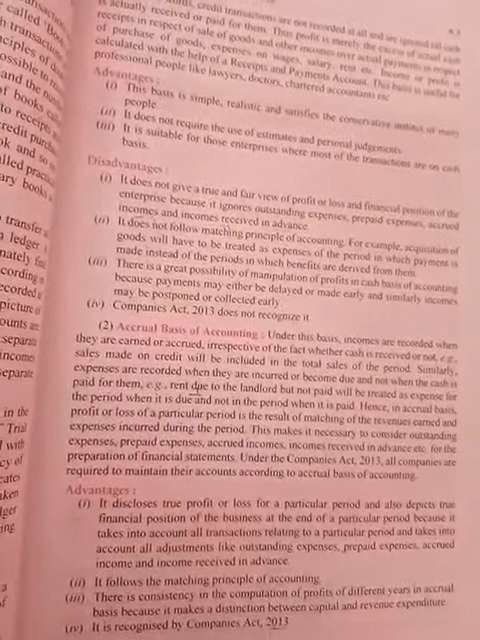 words, credit transactions are not recorded at all and are ignored till cash
is actually received or paid for them. Thus profit is merely the excess of actual cash
receipts in respect of sale of goods and other incomes over actual payments in respect
of purchase of goods, expenses on wages, salary, rent etc. Income or profit is
calculated with the help of a Receipts and Payments Account. This basis is useful for
professional people like lawyers, doctors, chartered accountants etc.
Advantages :
(i) This basis is simple, realistic and satisfies the conservative instinct of many
people.
(ii) It does not require the use of estimates and personal judgements.
(iii) It is suitable for those enterprises where most of the transactions are on cash
basis.
Disadvantages :
(i) It does not give a true and fair view of profit or loss and financial position of the
enterprise because it ignores outstanding expenses, prepaid expenses, accrued
incomes and incomes received in advance.
(ii) It does not follow matching principle of accounting. For example, acquisition of
goods will have to be treated as expenses of the period in which payment is
made instead of the periods in which benefits are derived from them.
(iii) There is a great possibility of manipulation of profits in cash basis of accounting
because payments may either be delayed or made early and similarly incomes
may be postponed or collected early.
(iv) Companies Act, 2013 does not recognize it.
(2) Accrual Basis of Accounting : Under this basis, incomes are recorded when
they are earned or accrued, irrespective of the fact whether cash is received or not, e.g.,
sales made on credit will be included in the total sales of the period. Similarly,
expenses are recorded when they are incurred or become due and not when the cash is
paid for them, e.g., rent due to the landlord but not paid will be treated as expense for
the period when it is due and not in the period when it is paid. Hence, in accrual basis,
profit or loss of a particular period is the result of matching of the revenues earned and
expenses incurred during the period. This makes it necessary to consider outstanding
expenses, prepaid expenses, accrued incomes, incomes received in advance etc. for the
preparation of financial statements. Under the Companies Act, 2013, all companies are
required to maintain their accounts according to accrual basis of accounting.
Advantages :
(i) It discloses true profit or loss for a particular period and also depicts true
financial position of the business at the end of a particular period because it
takes into account all transactions relating to a particular period and takes into
account all adjustments like outstanding expenses, prepaid expenses, accrued
income and income received in advance.
(ii) It follows the matching principle of accounting.
(iii) There is consistency in the computation of profits of different years in accrual
basis because it makes a distinction between capital and revenue expenditure.
(iv) It is recognised by Companies Act, 2013